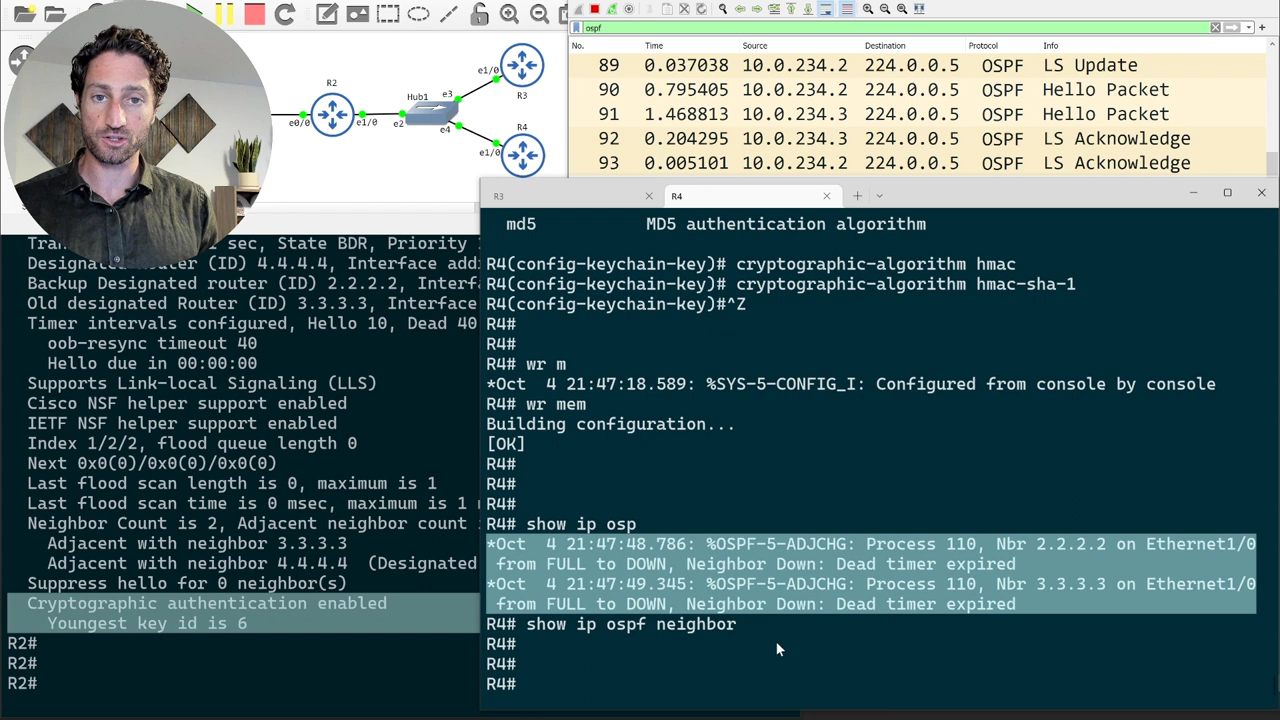 R2
e0/0
e1/0
Hub1
e2
e3
e4
e1/0
R3
R4
e1/0
ospf
No. Time Source Destination Protocol Info
89 0.037038 10.0.234.2 224.0.0.5 OSPF LS Update
90 0.795405 10.0.234.2 224.0.0.5 OSPF Hello Packet
91 1.468813 10.0.234.3 224.0.0.5 OSPF Hello Packet
92 0.204295 10.0.234.3 224.0.0.5 OSPF LS Acknowledge
93 0.005101 10.0.234.2 224.0.0.5 OSPF LS Acknowledge
1 sec, State BDR, Priority
Designated Router (ID) 4.4.4.4, Interface add
Backup Designated router (ID) 2.2.2.2, Interf
Old designated Router (ID) 3.3.3.3, Interface
Timer intervals configured, Hello 10, Dead 40
oob-resync timeout 40
Hello due in 00:00:00
Supports Link-local Signaling (LLS)
Cisco NSF helper support enabled
IETF NSF helper support enabled
Index 1/2/2, flood queue length 0
Next 0x0(0)/0x0(0)/0x0(0)
Last flood scan length is 0, maximum is 1
Last flood scan time is 0 msec, maximum is 1
Neighbor Count is 2, Adjacent neighbor count
Adjacent with neighbor 3.3.3.3
Adjacent with neighbor 4.4.4.4 (Designated
Suppress hello for 0 neighbor(s)
Cryptographic authentication enabled
Youngest key id is 6
R2#
R2#
R2#
R3 R4
md5 MD5 authentication algorithm
R4(config-keychain-key)# cryptographic-algorithm hmac
R4(config-keychain-key)# cryptographic-algorithm hmac-sha-1
R4(config-keychain-key)#^Z
R4#
R4#
R4# wr m
*Oct 4 21:47:18.589: %SYS-5-CONFIG_I: Configured from console by console
R4# wr mem
Building configuration...
[OK]
R4#
R4#
R4#
R4# show ip osp
*Oct 4 21:47:48.786: %OSPF-5-ADJCHG: Process 110, Nbr 2.2.2.2 on Ethernet1/0
from FULL to DOWN, Neighbor Down: Dead timer expired
*Oct 4 21:47:49.345: %OSPF-5-ADJCHG: Process 110, Nbr 3.3.3.3 on Ethernet1/0
from FULL to DOWN, Neighbor Down: Dead timer expired
R4# show ip ospf neighbor
R4#
R4#
R4#